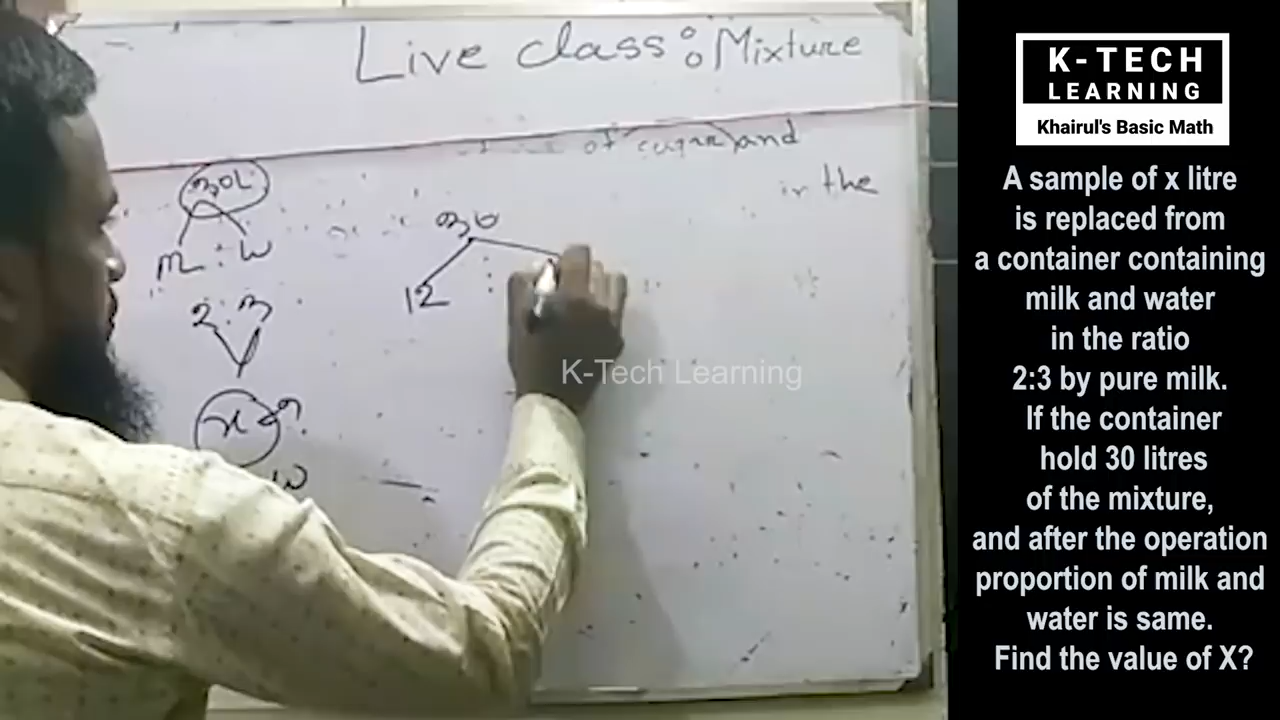 Live class : Mixture
of sugar) and
in the
30L
M : W
2 : 3
x = ?
W
30
12
K-Tech Learning
K-TECH
LEARNING
Khairul's Basic Math
A sample of x litre
is replaced from
a container containing
milk and water
in the ratio
2:3 by pure milk.
If the container
hold 30 litres
of the mixture,
and after the operation
proportion of milk and
water is same.
Find the value of X?